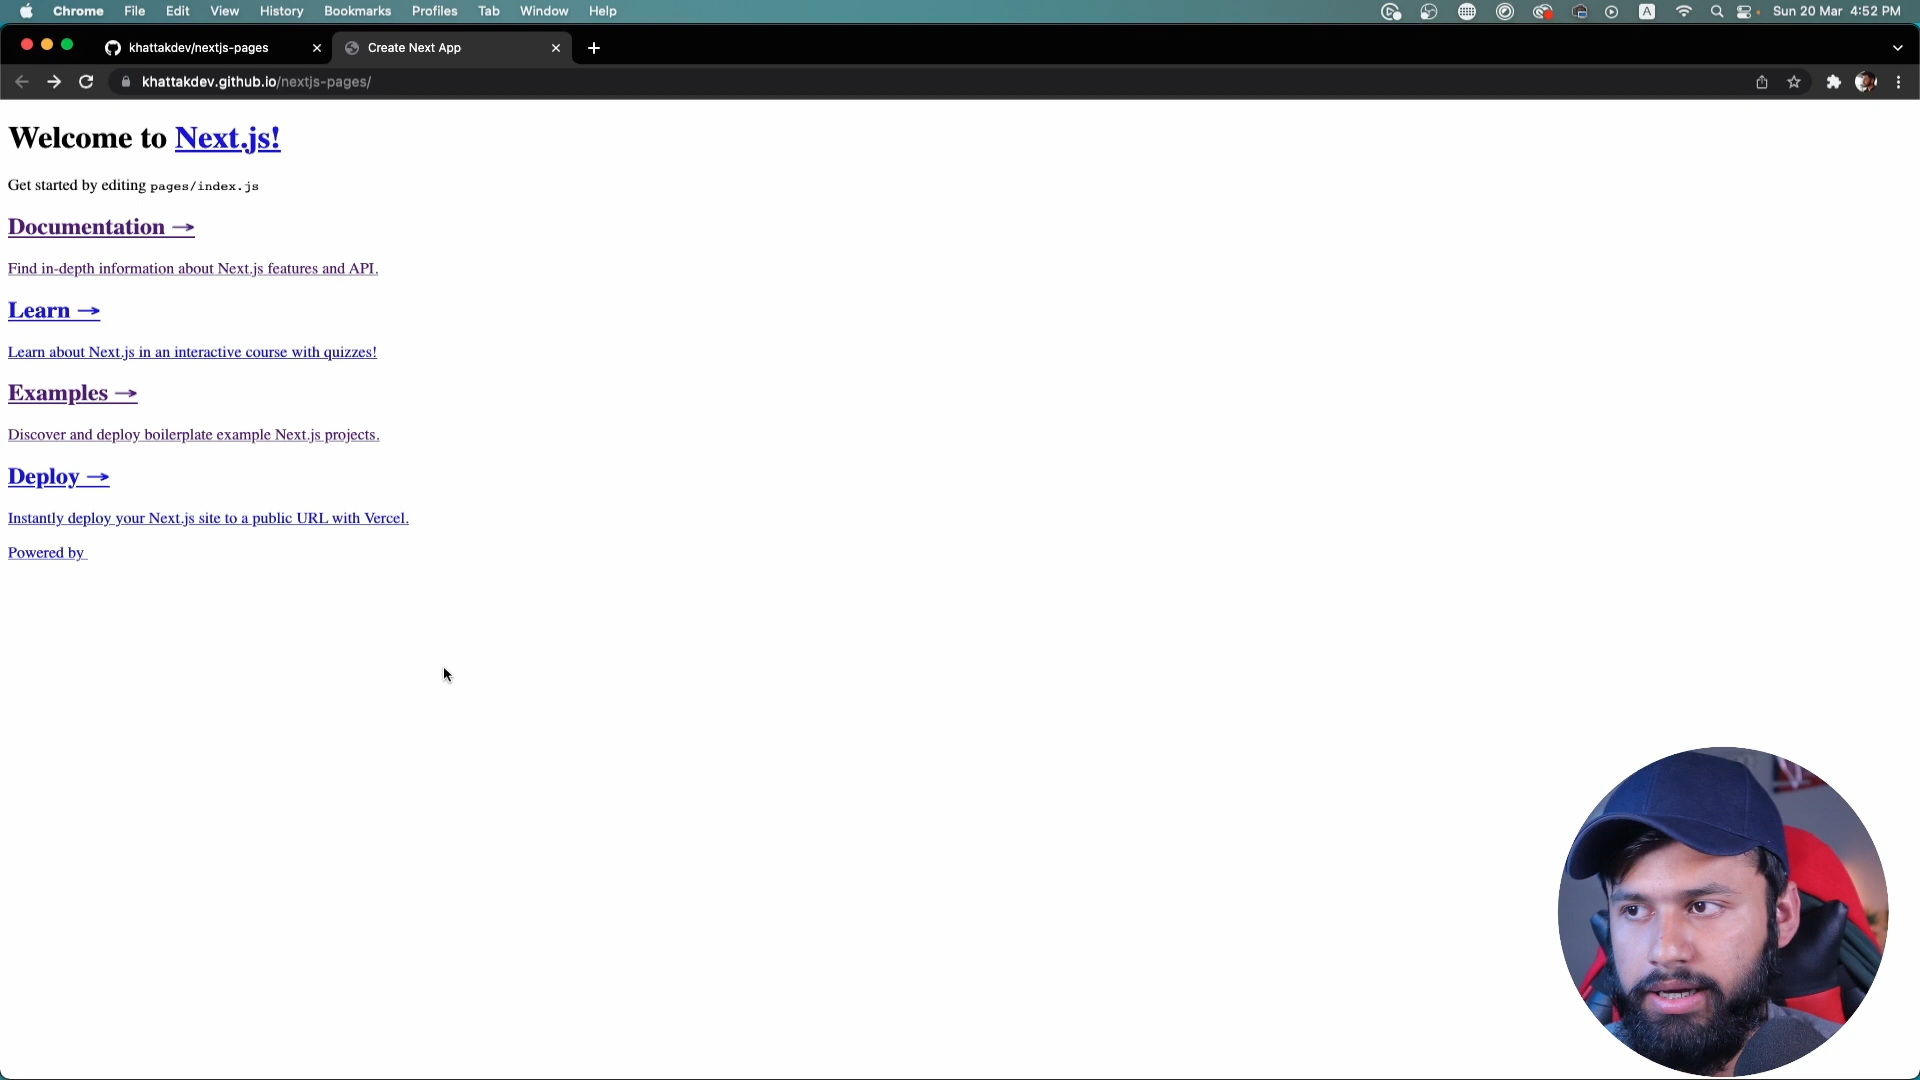 Chrome File Edit View History Bookmarks Profiles Tab Window Help A Sun 20 Mar 4:52 PM
khattakdev/nextjs-pages Create Next App
khattakdev.github.io/nextjs-pages/
Welcome to Next.js!
Get started by editing pages/index.js
Documentation →
Find in-depth information about Next.js features and API.
Learn →
Learn about Next.js in an interactive course with quizzes!
Examples →
Discover and deploy boilerplate example Next.js projects.
Deploy →
Instantly deploy your Next.js site to a public URL with Vercel.
Powered by